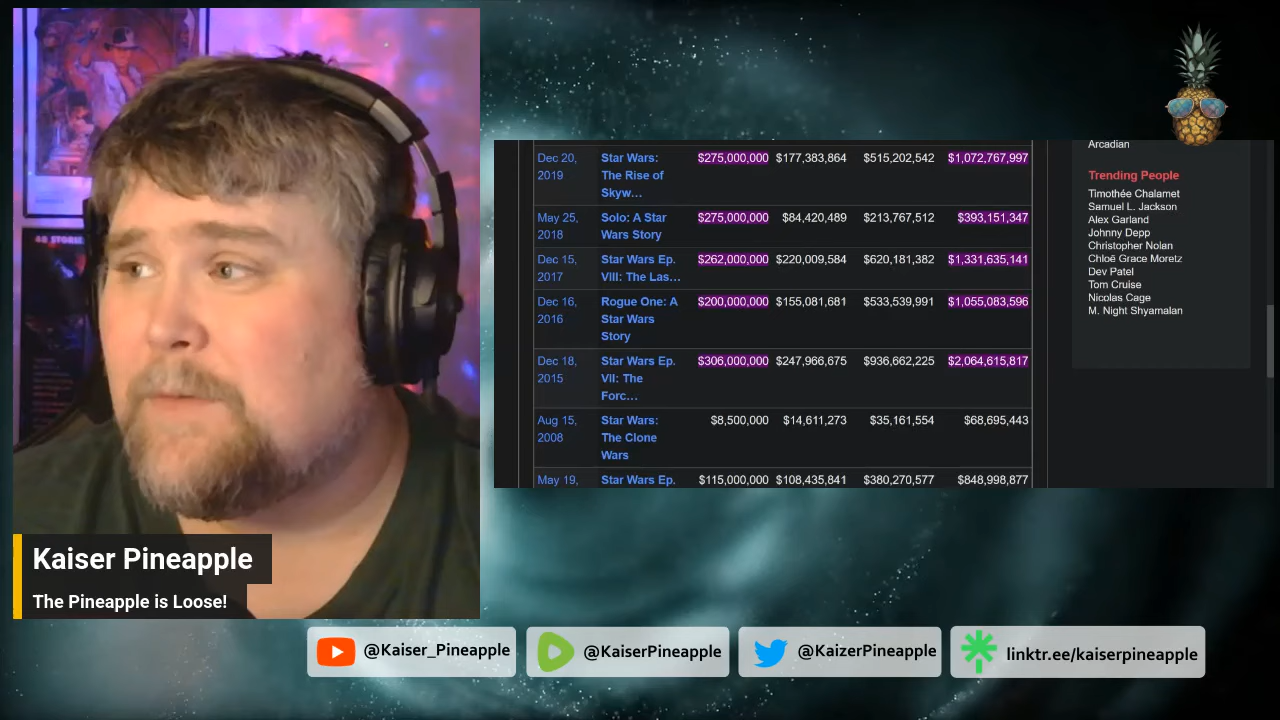 48 STORIES
Kaiser Pineapple
The Pineapple is Loose!
Dec 20, 2019 Star Wars: The Rise of Skyw… $275,000,000 $177,383,864 $515,202,542 $1,072,767,997
May 25, 2018 Solo: A Star Wars Story $275,000,000 $84,420,489 $213,767,512 $393,151,347
Dec 15, 2017 Star Wars Ep. VIII: The Las… $262,000,000 $220,009,584 $620,181,382 $1,331,635,141
Dec 16, 2016 Rogue One: A Star Wars Story $200,000,000 $155,081,681 $533,539,991 $1,055,083,596
Dec 18, 2015 Star Wars Ep. VII: The Forc… $306,000,000 $247,966,675 $936,662,225 $2,064,615,817
Aug 15, 2008 Star Wars: The Clone Wars $8,500,000 $14,611,273 $35,161,554 $68,695,443
May 19, Star Wars Ep. $115,000,000 $108,435,841 $380,270,577 $848,998,877
Arcadian
Trending People
Timothée Chalamet
Samuel L. Jackson
Alex Garland
Johnny Depp
Christopher Nolan
Chloë Grace Moretz
Dev Patel
Tom Cruise
Nicolas Cage
M. Night Shyamalan
@Kaiser_Pineapple
@KaiserPineapple
@KaizerPineapple
linktr.ee/kaiserpineapple